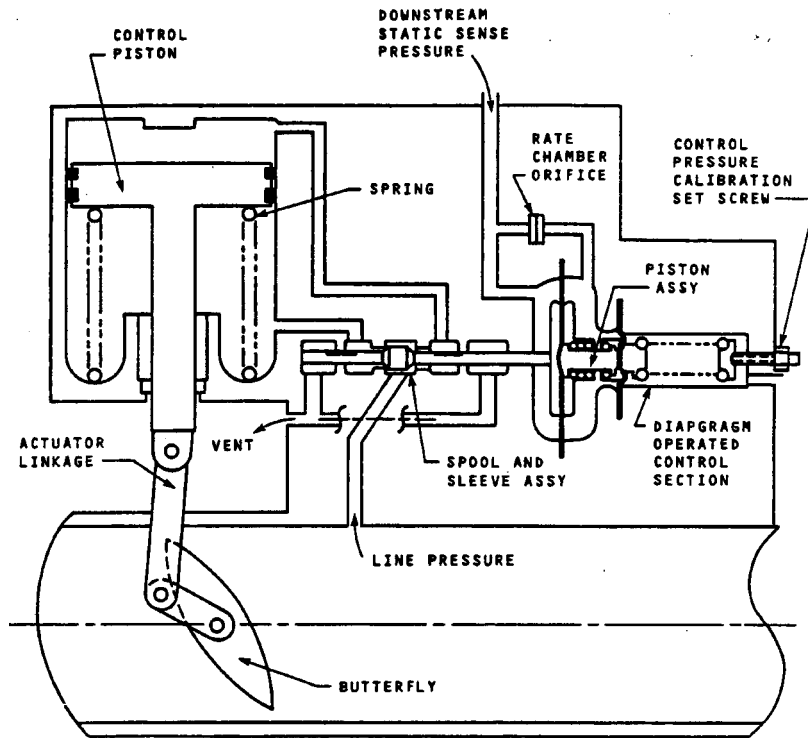 DOWNSTREAM
STATIC SENSE
PRESSURE
CONTROL
PISTON
RATE
CHAMBER
ORIFICE
CONTROL
PRESSURE
CALIBRATION
SET SCREW
SPRING
PISTON
ASSY
ACTUATOR
LINKAGE
VENT
SPOOL AND
SLEEVE ASSY
DIAPGRAGM
OPERATED
CONTROL
SECTION
LINE PRESSURE
BUTTERFLY